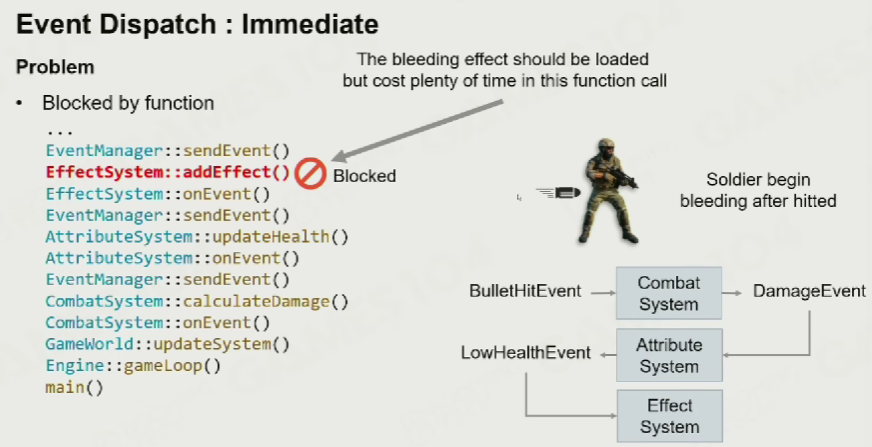 Event Dispatch : Immediate
Problem
The bleeding effect should be loaded
but cost plenty of time in this function call
• Blocked by function
...
EventManager::sendEvent()
EffectSystem::addEffect()
Blocked
EffectSystem::onEvent()
EventManager::sendEvent()
AttributeSystem::updateHealth()
AttributeSystem::onEvent()
EventManager::sendEvent()
CombatSystem::calculateDamage()
CombatSystem::onEvent()
GameWorld::updateSystem()
Engine::gameLoop()
main()
Soldier begin
bleeding after hitted
BulletHitEvent
Combat
System
DamageEvent
LowHealthEvent
Attribute
System
Effect
System